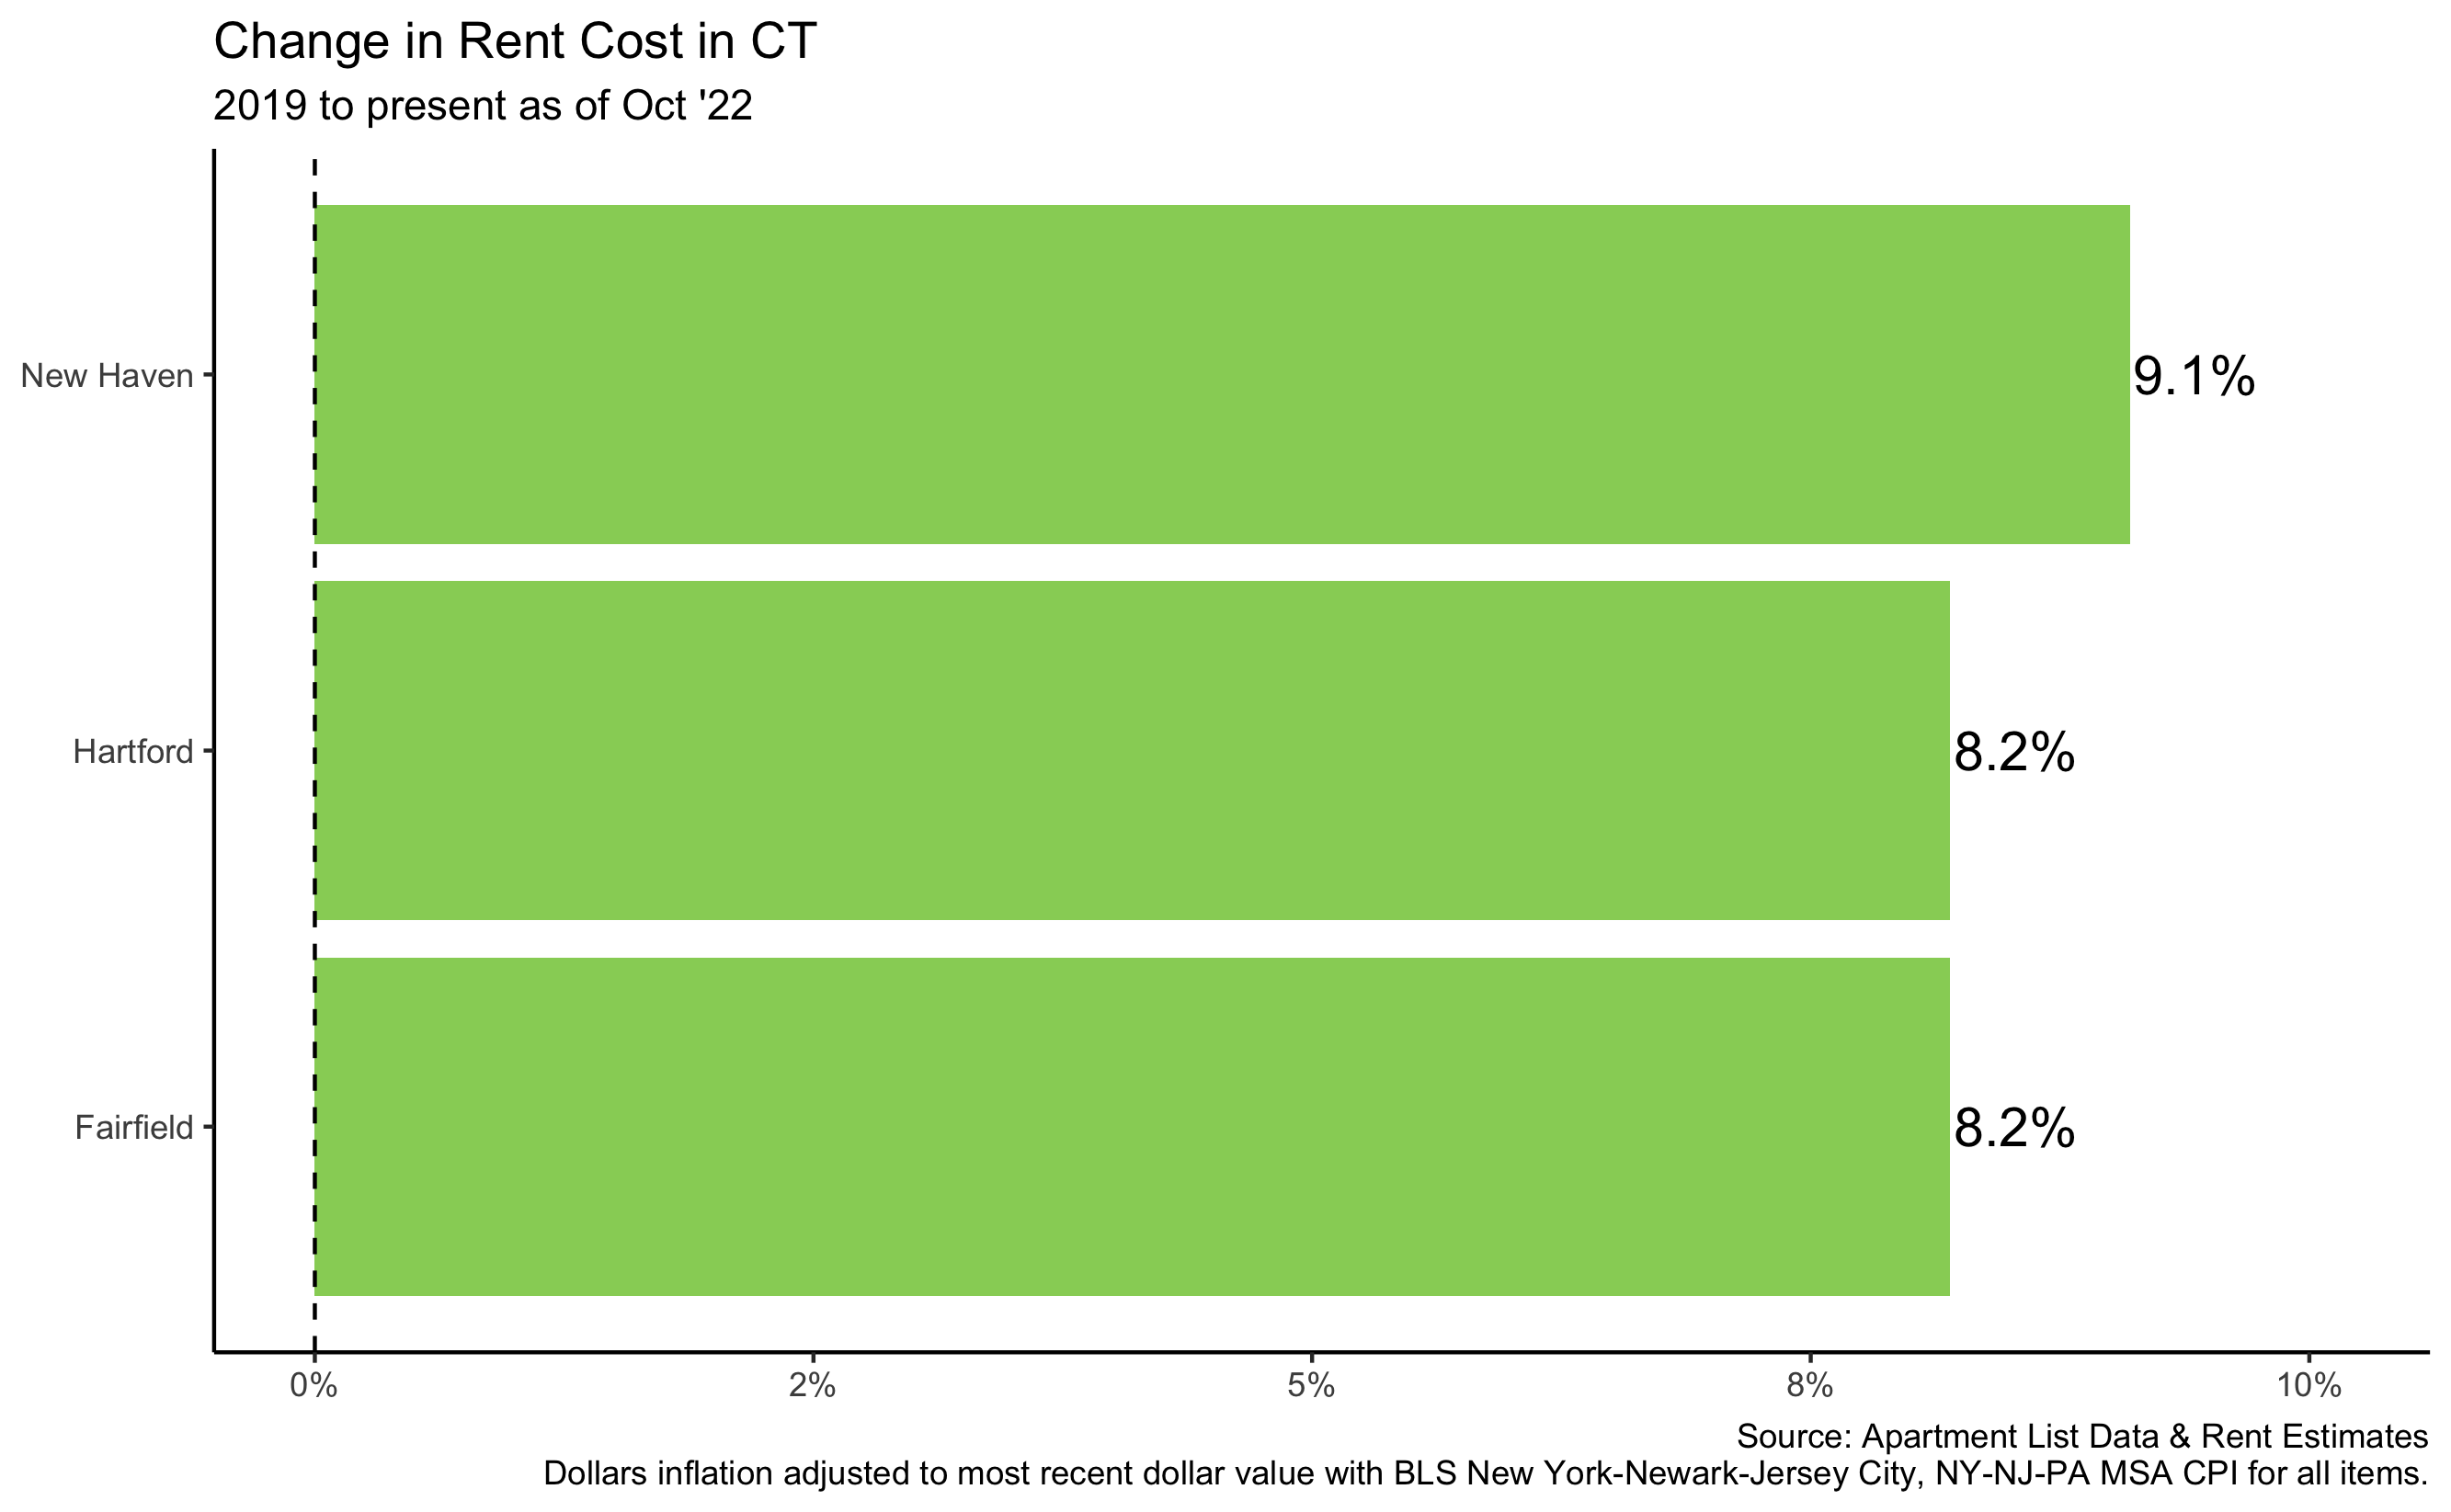 Change in Rent Cost in CT
2019 to present as of Oct '22
New Haven
9.1%
Hartford
8.2%
Fairfield
8.2%
0%
2%
5%
8%
10%
Source: Apartment List Data & Rent Estimates
Dollars inflation adjusted to most recent dollar value with BLS New York-Newark-Jersey City, NY-NJ-PA MSA CPI for all items.